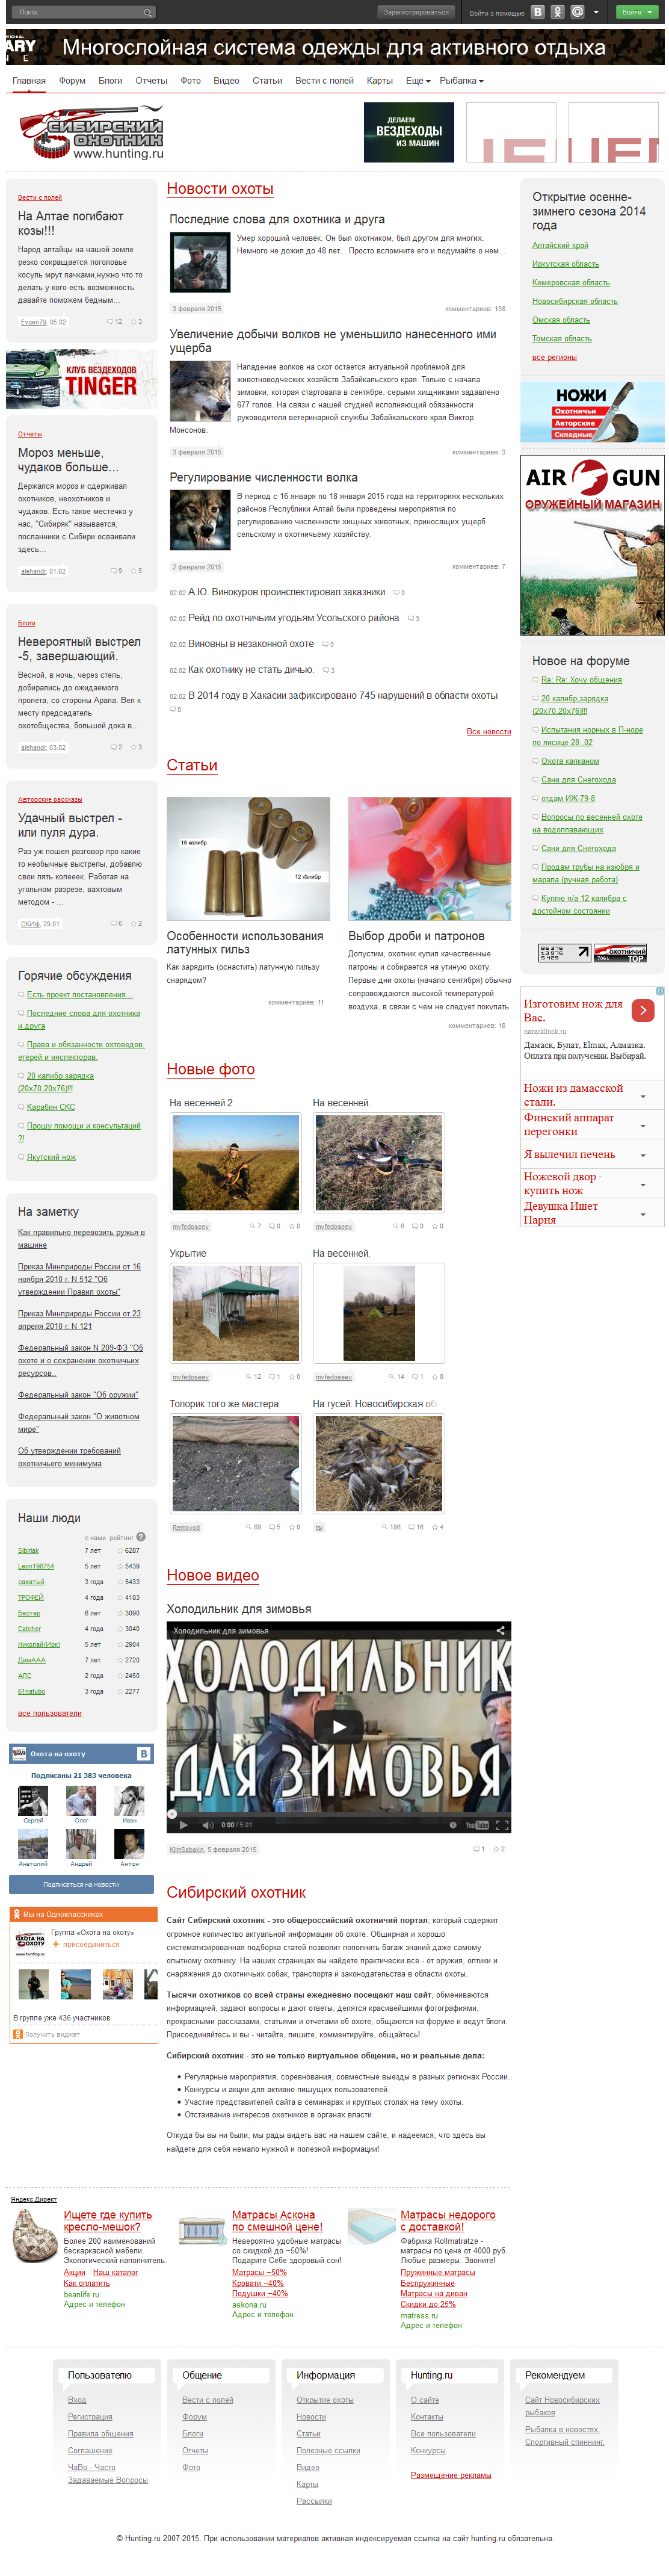 Поиск
Зарегистрироваться
Войти с помощью
Войти
Многослойная система одежды для активного отдыха
Главная Форум Блоги Отчеты Фото Видео Статьи Вести с полей Карты Ещё Рыбалка
СИБИРСКИЙ
ОХОТНИК
www.hunting.ru
ДЕЛАЕМ
ВЕЗДЕХОДЫ
ИЗ МАШИН
Вести с полей
На Алтае погибают
козы!!!
Народ алтайцы на нашей земле
резко сокращается поголовье
косуль мрут пачками,нужно что то
делать у кого есть возможность
давайте поможем бедным...
Evgen79, 05.02 12 3
КЛУБ ВЕЗДЕХОДОВ
TINGER
Отчеты
Мороз меньше,
чудаков больше...
Держался мороз и сдерживал
охотников, неохотников и
чудаков. Есть такое местечко у
нас, "Сибиряк" называется,
посланники с Сибири осваивали
здесь...
alehandr, 01.02 9 5
Блоги
Невероятный выстрел
-5, завершающий.
Весной, в ночь, через степь,
добирались до ожидаемого
пролета, со стороны Арала. Вел к
месту председатель
охотобщества, большой дока в...
alehandr, 03.02 2 3
Авторские рассказы
Удачный выстрел -
или пуля дура.
Раз уж пошел разговор про какие
то необычные выстрелы, добавлю
свои пять копееек. Работая на
угольном разрезе, вахтовым
методом - ...
СКИф, 29.01 6 2
Горячие обсуждения
Есть проект постановления...
Последние слова для охотника
и друга
Права и обязанности охтоведов,
егерей и инспекторов.
20 калибр,зарядка
(20х70,20х76)!!!
Карабин СКС
Прошу помощи и консультаций
?!
Якутский нож
На заметку
Как правильно перевозить ружья в
машине
Приказ Минприроды России от 16
ноября 2010 г. N 512 "Об
утверждении Правил охоты"
Приказ Минприроды России от 23
апреля 2010 г. N 121
Федеральный закон N 209-ФЗ "Об
охоте и о сохранении охотничьих
ресурсов..
Федеральный закон "Об оружии"
Федеральный закон "О животном
мире"
Об утверждении требований
охотничьего минимума
Наши люди
с нами рейтинг ?
Sibiriak 7 лет 6287
Leon198754 5 лет 5439
сахатый 3 года 5433
ТРОФЕЙ 4 года 4183
Бестер 6 лет 3090
Catcher 4 года 3040
Николай(Ирк) 5 лет 2904
ДимААА 7 лет 2720
АЛС 2 года 2450
61natubo 3 года 2277
все пользователи
Охота на охоту
Подписаны 21 383 человека
Сергей Олег Иван
Анатолий Андрей Антон
Подписаться на новости
Мы на Одноклассниках
ОХОТА НА
ОХОТУ
www.hunting.ru
Группа «Охота на охоту»
присоединиться
В группе уже 436 участников
Получить виджет
Новости охоты
Последние слова для охотника и друга
Умер хороший человек. Он был охотником, был другом для многих.
Немного не дожил до 48 лет... Просто вспомните его и подумайте о нем...
3 февраля 2015 комментариев: 108
Увеличение добычи волков не уменьшило нанесенного ими
ущерба
Нападение волков на скот остается актуальной проблемой для
животноводческих хозяйств Забайкальского края. Только с начала
зимовки, которая стартовала в сентябре, серыми хищниками задавлено
677 голов. На связи с нашей студией исполняющий обязанности
руководителя ветеринарной службы Забайкальского края Виктор
Монсонов.
3 февраля 2015 комментариев: 3
Регулирование численности волка
В период с 16 января по 18 января 2015 года на территориях нескольких
районов Республики Алтай были проведены мероприятия по
регулированию численности хищных животных, приносящих ущерб
сельскому и охотничьему хозяйству.
2 февраля 2015 комментариев: 7
02.02 А.Ю. Винокуров проинспектировал заказники 0
02.02 Рейд по охотничьим угодьям Усольского района 3
02.02 Виновны в незаконной охоте 0
02.02 Как охотнику не стать дичью. 3
02.02 В 2014 году в Хакасии зафиксировано 745 нарушений в области охоты
0
Все новости
Статьи
16 калибр
12 калибр
Особенности использования
латунных гильз
Как зарядить (оснастить) латунную гильзу
снарядом?
комментариев: 11
Выбор дроби и патронов
Допустим, охотник купил качественные
патроны и собирается на утиную охоту.
Первые дни охоты (начало сентября) обычно
сопровождаются высокой температурой
воздуха, в связи с чем не следует покупать
комментариев: 16
Новые фото
На весенней 2 На весенней.
mvfedoseev 7 0 0 mvfedoseev 6 0 0
Укрытие На весенней.
mvfedoseev 12 1 0 mvfedoseev 14 1 0
Топорик того же мастера На гусей. Новосибирская об
Rempvod 89 5 0 tsi 186 16 4
Новое видео
Холодильник для зимовья
Холодильник для зимовья
ХОЛОДИЛЬНИК
ДЛЯ ЗИМОВЬЯ
0:00 / 5:01 YouTube
KlimSabakin, 5 февраля 2015 1 2
Сибирский охотник
Сайт Сибирский охотник - это общероссийский охотничий портал, который содержит
огромное количество актуальной информации об охоте. Обширная и хорошо
систематизированная подборка статей позволит пополнить багаж знаний даже самому
опытному охотнику. На наших страницах вы найдете практически все - от оружия, оптики и
снаряжения до охотничьих собак, транспорта и законодательства в области охоты.
Тысячи охотников со всей страны ежедневно посещают наш сайт, обмениваются
информацией, задают вопросы и дают ответы, делятся красивейшими фотографиями,
прекрасными рассказами, статьями и отчетами об охоте, общаются на форуме и ведут блоги.
Присоединяйтесь и вы - читайте, пишите, комментируйте, общайтесь!
Сибирский охотник - это не только виртуальное общение, но и реальные дела:
Регулярные мероприятия, соревнования, совместные выезды в разных регионах России.
Конкурсы и акции для активно пишущих пользователей.
Участие представителей сайта в семинарах и круглых столах на тему охоты.
Отстаивание интересов охотников в органах власти.
Откуда бы вы ни были, мы рады видеть вас на нашем сайте, и надеемся, что здесь вы
найдете для себя немало нужной и полезной информации!
Открытие осенне-
зимнего сезона 2014
года
Алтайский край
Иркутская область
Кемеровская область
Новосибирская область
Омская область
Томская область
все регионы
НОЖИ
Охотничьи
Авторские
Складные
AIR GUN
ОРУЖЕЙНЫЙ МАГАЗИН
Новое на форуме
Re: Re: Хочу общения
20 калибр,зарядка
(20х70,20х76)!!!
Испытания норных в П-норе
по лисице 28 .02
Охота капканом
Сани для Снегохода
отдам ИЖ-79-8
Вопросы по весенней охоте
на водоплавающих
Сани для Снегохода
Продам трубы на изюбря и
марала (ручная работа)
Куплю п/а 12 калибра с
достойном состоянии
охотничий
7061 TOP
Изготовим нож для
Вас.
nazarklinok.ru
Дамаск, Булат, Elmax, Алмазка.
Оплата при получении. Выбирай.
Ножи из дамасской
стали.
Финский аппарат
перегонки
Я вылечил печень
Ножевой двор -
купить нож
Девушка Ищет
Парня
Яндекс.Директ
Ищете где купить
кресло-мешок?
Более 200 наименований
бескаркасной мебели.
Экологический наполнитель.
Акции Наш каталог
Как оплатить
beanlife.ru
Адрес и телефон
Матрасы Аскона
по смешной цене!
Невероятно удобные матрасы
со скидкой до −50%!
Подарите Себе здоровый сон!
Матрасы −50%
Кровати −40%
Подушки −40%
askona.ru
Адрес и телефон
Матрасы недорого
с доставкой!
Фабрика Rollmatratze -
матрасы по цене от 4000 руб.
Любые размеры. Звоните!
Пружинные матрасы
Беспружинные
Матрасы на диван
Скидки до 25%
matress.ru
Адрес и телефон
Пользователю
Вход
Регистрация
Правила общения
Соглашение
ЧаВо - Часто
Задаваемые Вопросы
Общение
Вести с полей
Форум
Блоги
Отчеты
Фото
Информация
Открытие охоты
Новости
Статьи
Полезные ссылки
Видео
Карты
Рассылки
Hunting.ru
О сайте
Контакты
Все пользователи
Конкурсы
Размещение рекламы
Рекомендуем
Сайт Новосибирских
рыбаков
Рыбалка в новостях.
Спортивный спиннинг.
© Hunting.ru 2007-2015. При использовании материалов активная индексируемая ссылка на сайт hunting.ru обязательна.